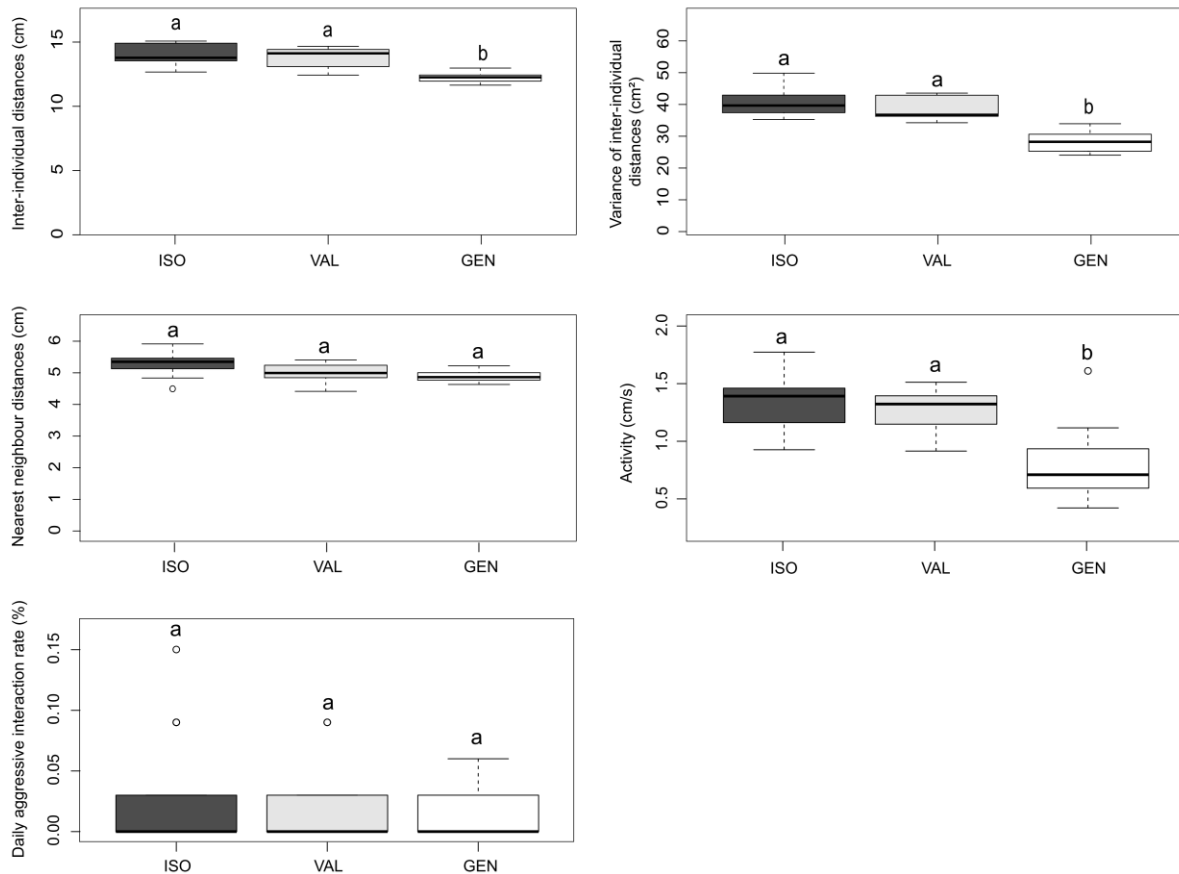 Inter-individual distances (cm)
15
10
5
0
a
a
b
ISO
VAL
GEN
Variance of inter-individual
distances (cm²)
60
50
40
30
20
10
0
a
a
b
ISO
VAL
GEN
Nearest neighbour distances (cm)
6
5
4
3
2
1
0
a
a
a
ISO
VAL
GEN
Activity (cm/s)
2.0
1.5
1.0
0.5
a
a
b
ISO
VAL
GEN
Daily aggressive interaction rate (%)
0.15
0.10
0.05
0.00
a
a
a
ISO
VAL
GEN